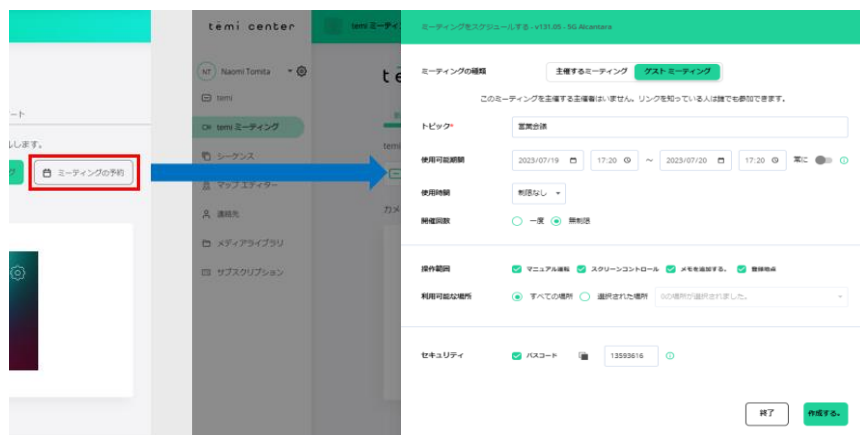 ート
します。
ミーティングの予約
temi center
NT Naomi Tomita
temi
temi ミーティング
シーケンス
マップエディター
連絡先
メディアライブラリ
サブスクリプション
temi ミーティ
te
temi
カメ
ミーティングをスケジュールする - v131.05 - 5G Alcantara
ミーティングの種類 主催するミーティング ゲスト ミーティング
このミーティングを主催する主催者はいません。リンクを知っている人は誰でも参加できます。
トピック* 営業会議
使用可能期間 2023/07/19 17:20 ～ 2023/07/20 17:20 常に
使用時間 制限なし
開催回数 一度 無制限
操作範囲 マニュアル運転 スクリーンコントロール メモを追加する。 登録地点
利用可能な場所 すべての場所 選択された場所 0の場所が選択されました。
セキュリティ パスコード 13593616
終了 作成する。